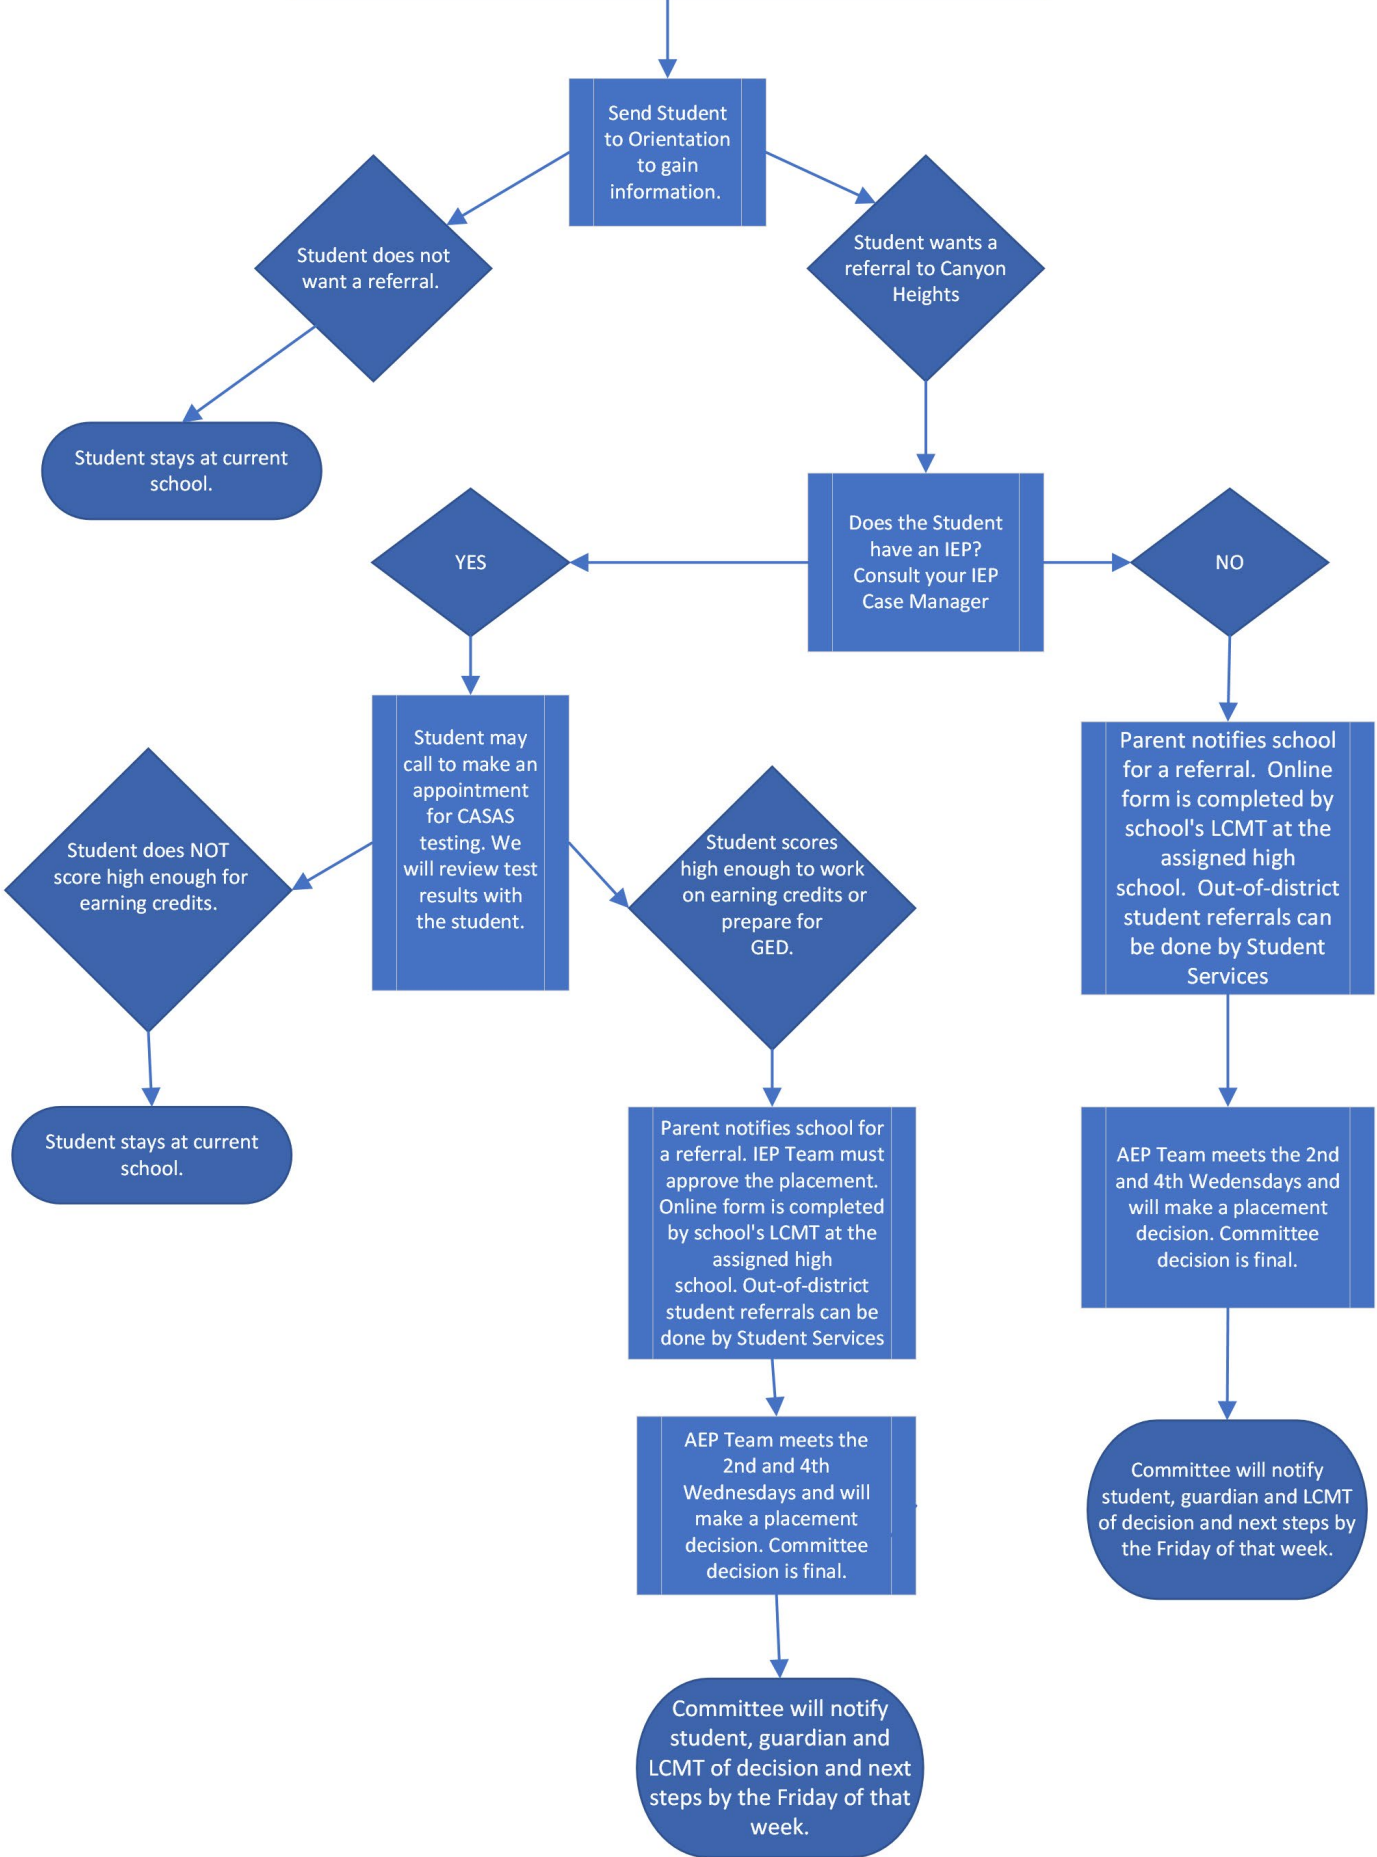 Send Student
to Orientation
to gain
information.
Student does not
want a referral.
Student wants a
referral to Canyon
Heights
Student stays at current
school.
Does the Student
have an IEP?
Consult your IEP
Case Manager
YES
NO
Student may
call to make an
appointment
for CASAS
testing. We
will review test
results with
the student.
Parent notifies school
for a referral. Online
form is completed by
school's LCMT at the
assigned high
school. Out-of-district
student referrals can
be done by Student
Services
Student does NOT
score high enough for
earning credits.
Student scores
high enough to work
on earning credits or
prepare for
GED.
Student stays at current
school.
Parent notifies school for
a referral. IEP Team must
approve the placement.
Online form is completed
by school's LCMT at the
assigned high
school. Out-of-district
student referrals can be
done by Student Services
AEP Team meets the 2nd
and 4th Wedensdays and
will make a placement
decision. Committee
decision is final.
AEP Team meets the
2nd and 4th
Wednesdays and will
make a placement
decision. Committee
decision is final.
Committee will notify
student, guardian and LCMT
of decision and next steps by
the Friday of that week.
Committee will notify
student, guardian and
LCMT of decision and next
steps by the Friday of that
week.